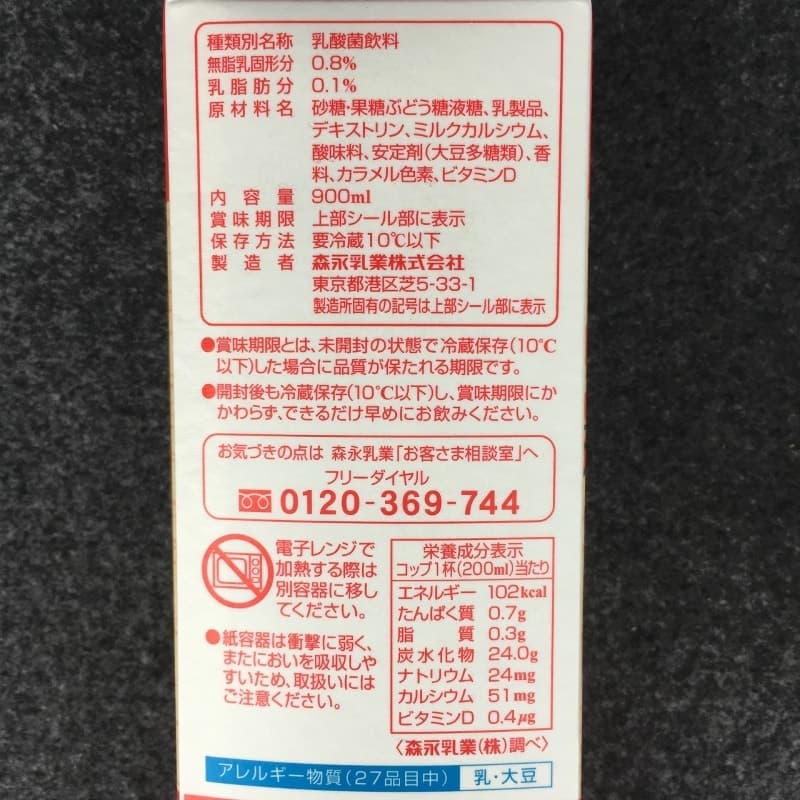 種類別名称 乳酸菌飲料
無脂乳固形分 0.8%
乳脂肪分 0.1%
原材料名 砂糖・果糖ぶどう糖液糖、乳製品、
デキストリン、ミルクカルシウム、
酸味料、安定剤(大豆多糖類)、香
料、カラメル色素、ビタミンD
内容量 900ml
賞味期限 上部シール部に表示
保存方法 要冷蔵10℃以下
製造者 森永乳業株式会社
東京都港区芝5-33-1
製造所固有の記号は上部シール部に表示
●賞味期限とは、未開封の状態で冷蔵保存(10℃
以下)した場合に品質が保たれる期限です。
●開封後も冷蔵保存(10℃以下)し、賞味期限にか
かわらず、できるだけ早めにお飲みください。
お気づきの点は 森永乳業「お客さま相談室」へ
フリーダイヤル
0120-369-744
電子レンジで
加熱する際は
別容器に移し
てください。
●紙容器は衝撃に弱く、
またにおいを吸収しや
すいため、取扱いには
ご注意ください。
栄養成分表示
コップ1杯(200ml)当たり
エネルギー 102kcal
たんぱく質 0.7g
脂質 0.3g
炭水化物 24.0g
ナトリウム 24mg
カルシウム 51mg
ビタミンD 0.4μg
〈森永乳業(株)調べ〉
アレルギー物質(27品目中) 乳・大豆